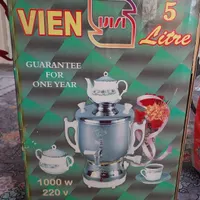 VIEN
5
Litre
GUARANTEE
FOR
ONE YEAR
1000 w
220 v